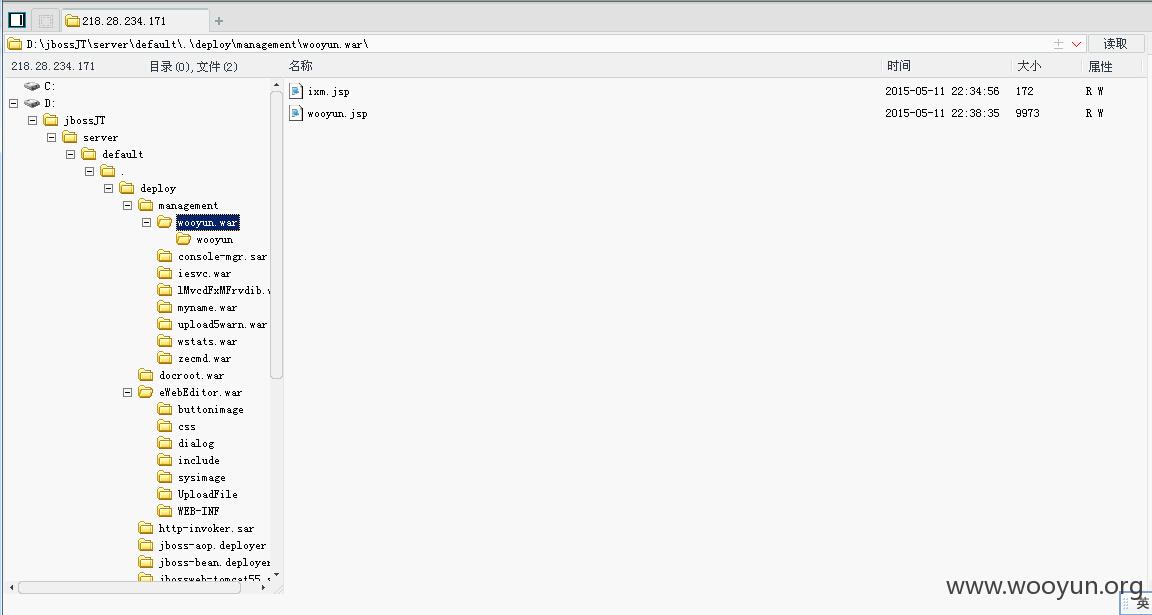 218.28.234.171
+
D:\jbossJT\server\default\.\deploy\management\wooyun.war\
读取
218.28.234.171 目录(0),文件(2) 名称 时间 大小 属性
C:
D:
jbossJT
server
default
.
deploy
management
wooyun.war
wooyun
console-mgr.sar
iesvc.war
lMvcdFxMFrvdib.w
myname.war
upload5warn.war
wstats.war
zecmd.war
docroot.war
eWebEditor.war
buttonimage
css
dialog
include
sysimage
UploadFile
WEB-INF
http-invoker.sar
jboss-aop.deployer
jboss-bean.deployer
jbossweb-tomcat55.s
ixm.jsp 2015-05-11 22:34:56 172 R W
wooyun.jsp 2015-05-11 22:38:35 9973 R W
www.wooyun.org
英